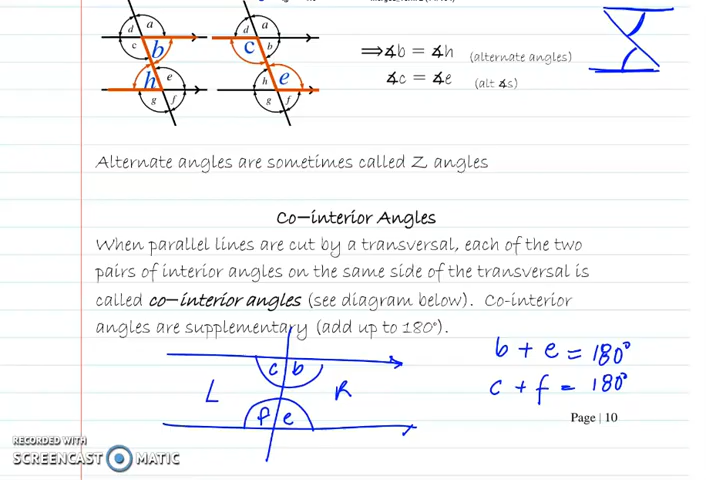 d a d a
c b c b
⇒∡b = ∡h (alternate angles)
h e h e
∡c = ∡e (alt ∡s)
g f g f
Alternate angles are sometimes called Z angles
Co-interior Angles
When parallel lines are cut by a transversal, each of the two
pairs of interior angles on the same side of the transversal is
called co-interior angles (see diagram below). Co-interior
angles are supplementary (add up to 180°).
b + e = 180°
c b
c + f = 180°
L R
f e
Page | 10
RECORDED WITH
SCREENCAST MATIC